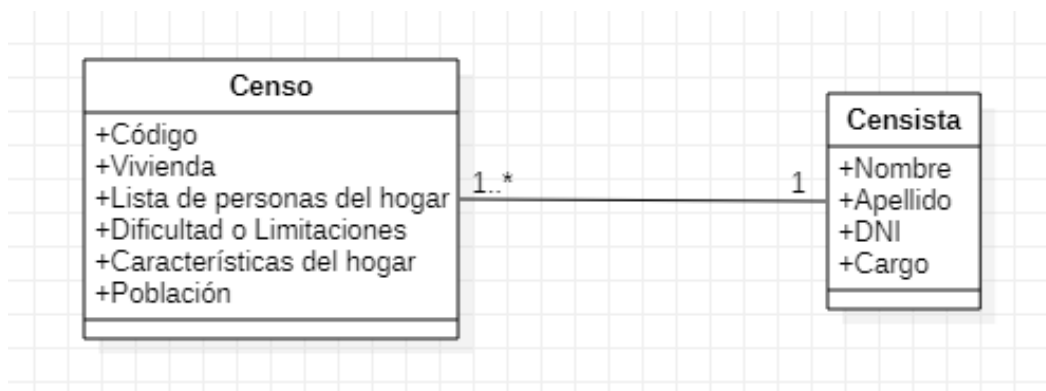 Censo
+Código
+Vivienda
+Lista de personas del hogar
+Dificultad o Limitaciones
+Características del hogar
+Población
1..*
1
Censista
+Nombre
+Apellido
+DNI
+Cargo